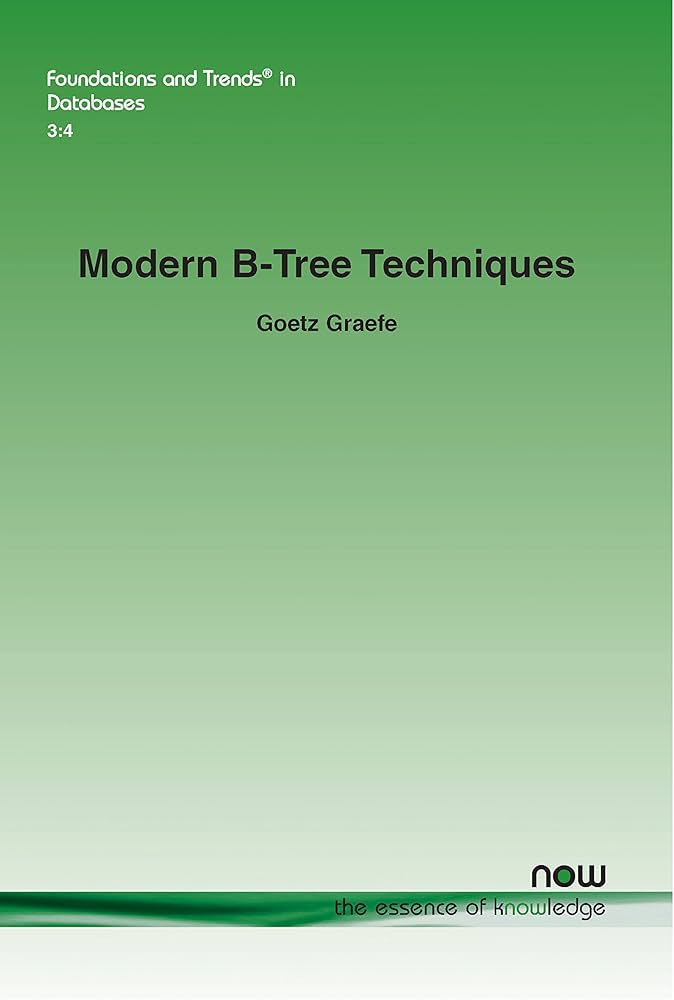 Foundations and Trends® in
Databases
3:4
Modern B-Tree Techniques
Goetz Graefe
now
the essence of knowledge